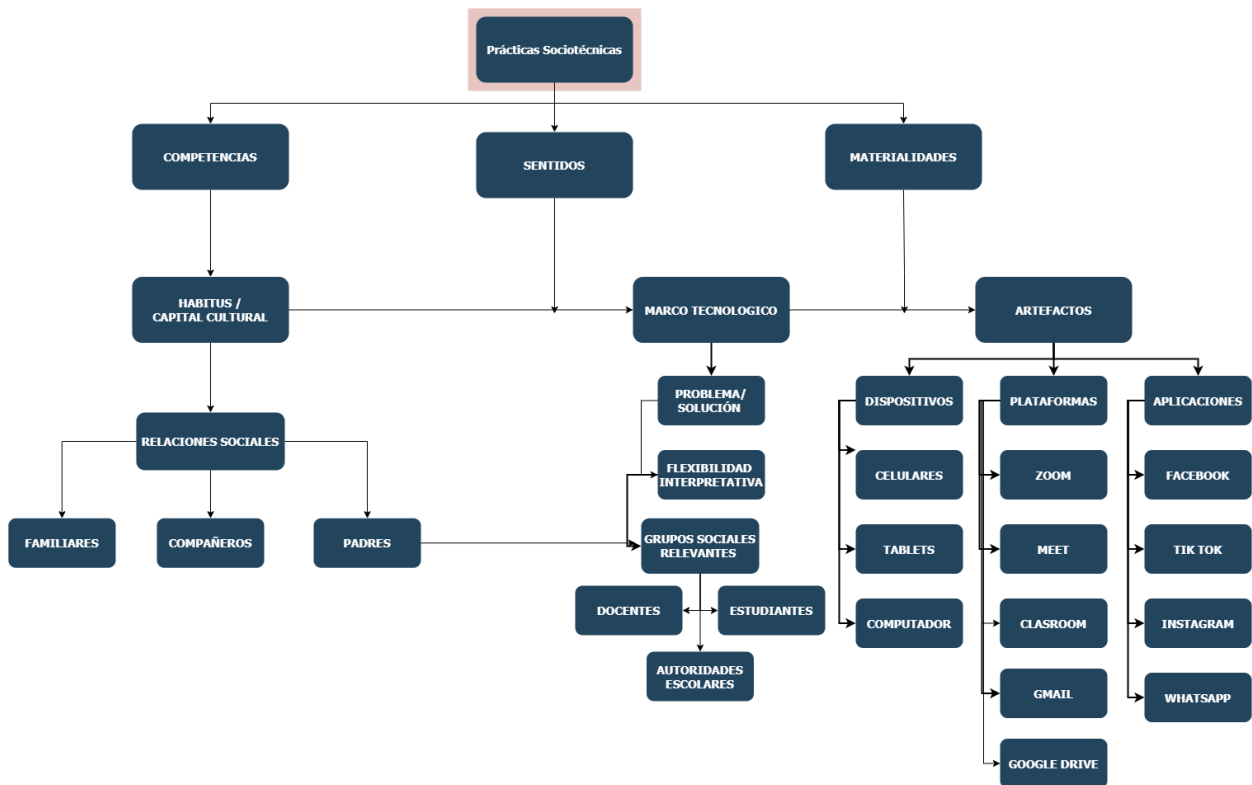 Prácticas Sociotécnicas
COMPETENCIAS
SENTIDOS
MATERIALIDADES
HABITUS /
CAPITAL CULTURAL
MARCO TECNOLOGICO
ARTEFACTOS
PROBLEMA/
SOLUCIÓN
DISPOSITIVOS
PLATAFORMAS
APLICACIONES
RELACIONES SOCIALES
FLEXIBILIDAD
INTERPRETATIVA
CELULARES
ZOOM
FACEBOOK
FAMILIARES
COMPAÑEROS
PADRES
GRUPOS SOCIALES
RELEVANTES
TABLETS
MEET
TIK TOK
DOCENTES
ESTUDIANTES
COMPUTADOR
CLASROOM
INSTAGRAM
AUTORIDADES
ESCOLARES
GMAIL
WHATSAPP
GOOGLE DRIVE